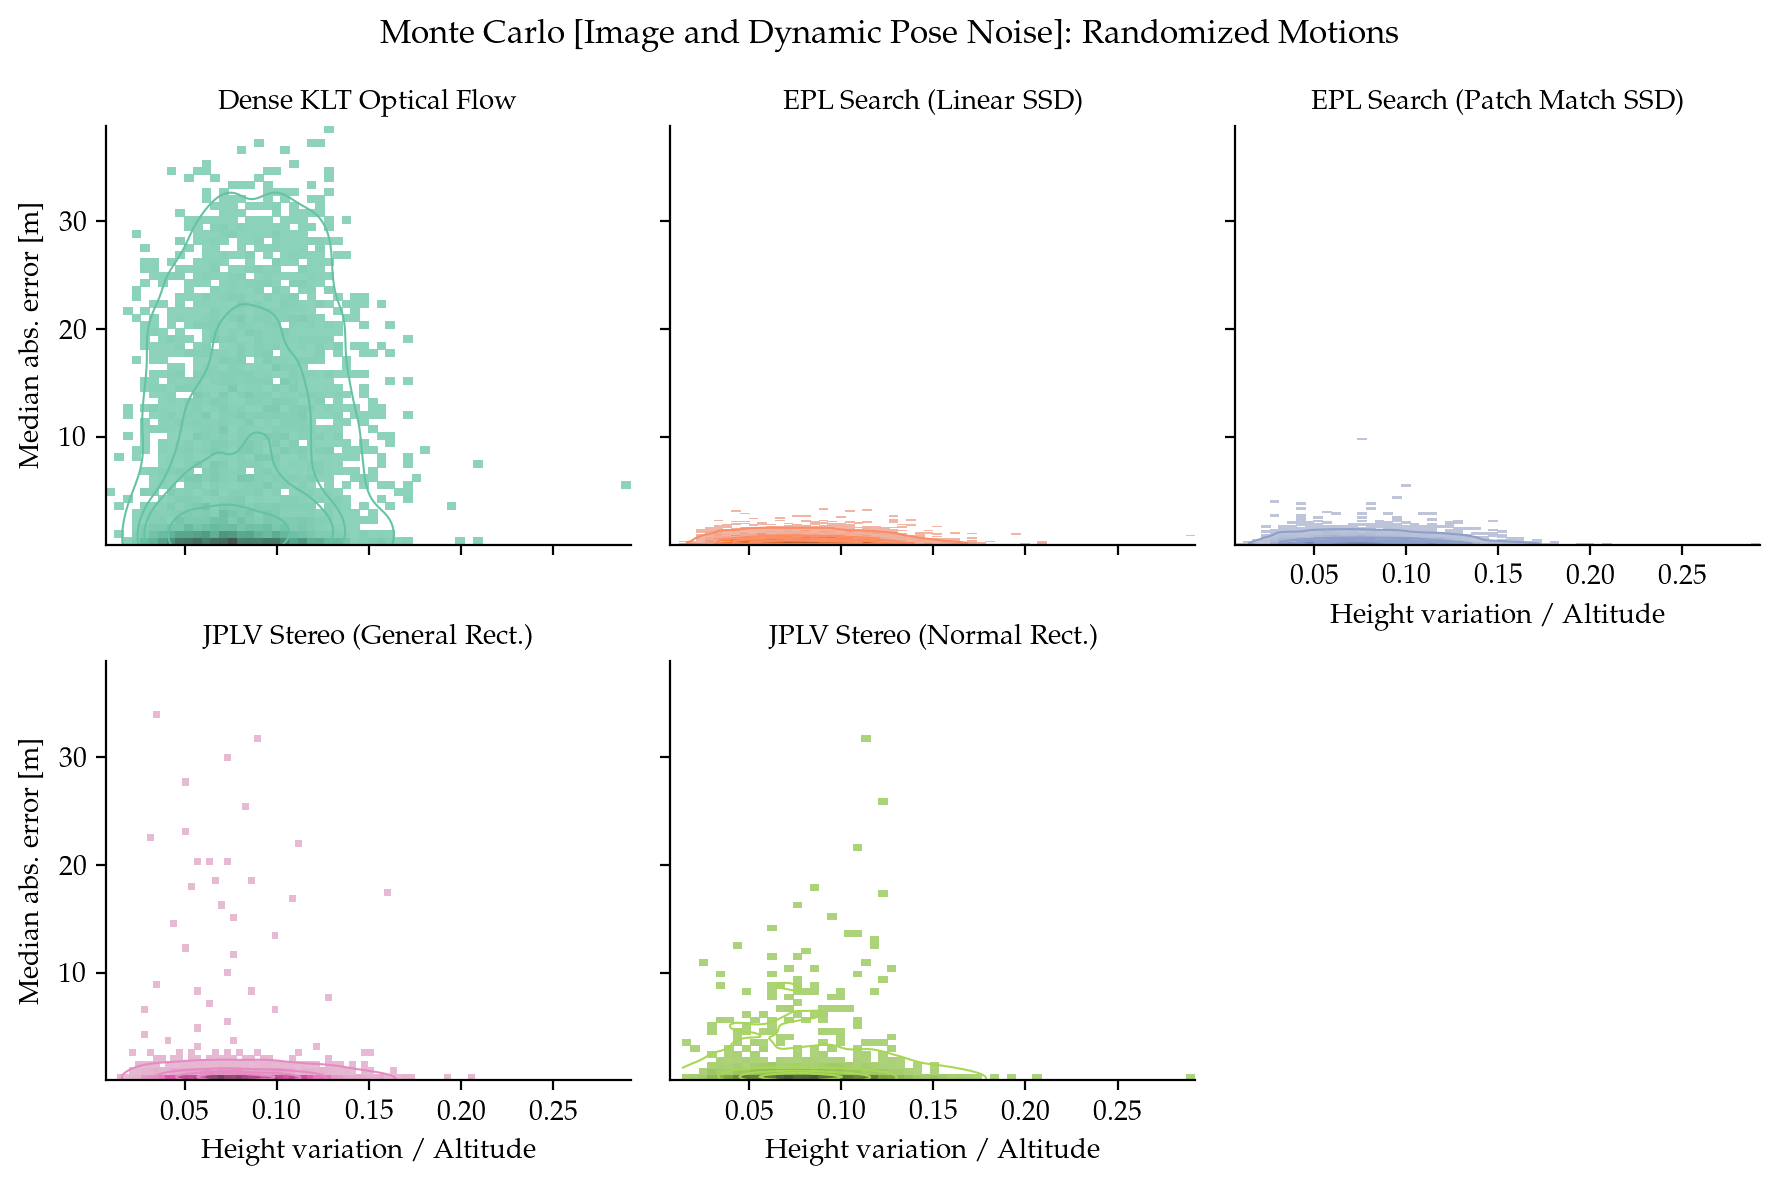 Monte Carlo [Image and Dynamic Pose Noise]: Randomized Motions
Dense KLT Optical Flow
EPL Search (Linear SSD)
EPL Search (Patch Match SSD)
Median abs. error [m]
30
20
10
0.05 0.10 0.15 0.20 0.25
Height variation / Altitude
JPLV Stereo (General Rect.)
JPLV Stereo (Normal Rect.)
Median abs. error [m]
30
20
10
0.05 0.10 0.15 0.20 0.25
Height variation / Altitude
0.05 0.10 0.15 0.20 0.25
Height variation / Altitude